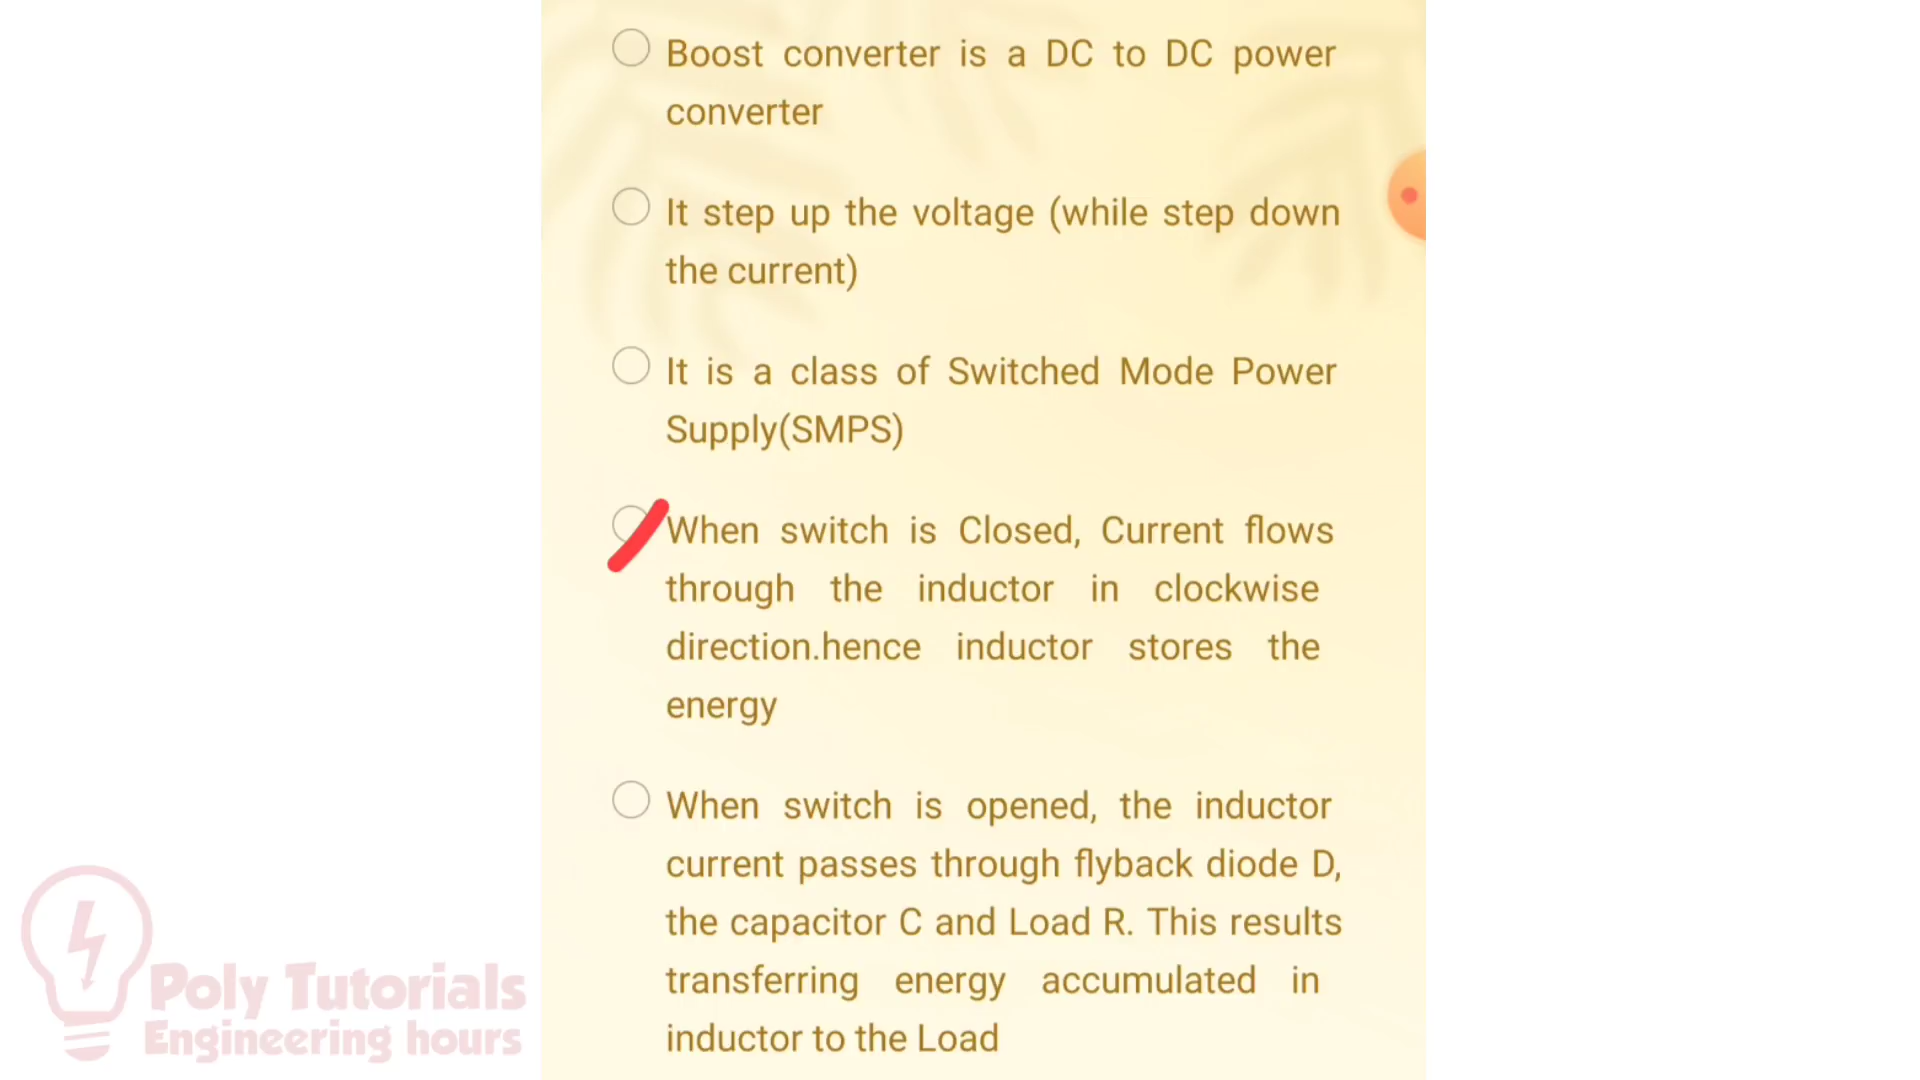 Boost converter is a DC to DC power
converter
It step up the voltage (while step down
the current)
It is a class of Switched Mode Power
Supply(SMPS)
When switch is Closed, Current flows
through the inductor in clockwise
direction.hence inductor stores the
energy
When switch is opened, the inductor
current passes through flyback diode D,
the capacitor C and Load R. This results
transferring energy accumulated in
inductor to the Load
Poly Tutorials
Engineering hours